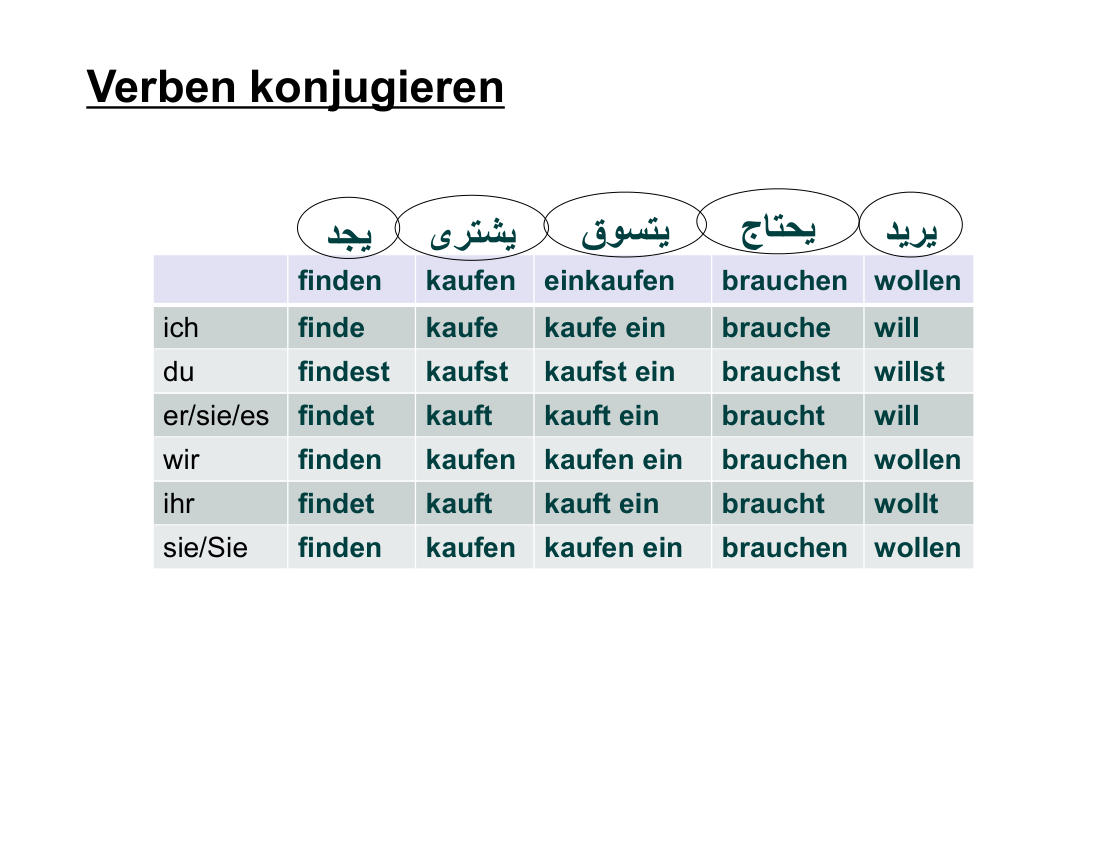 Verben konjugieren
يجد يشترى يتسوق يحتاج يريد
finden kaufen einkaufen brauchen wollen
ich finde kaufe kaufe ein brauche will
du findest kaufst kaufst ein brauchst willst
er/sie/es findet kauft kauft ein braucht will
wir finden kaufen kaufen ein brauchen wollen
ihr findet kauft kauft ein braucht wollt
sie/Sie finden kaufen kaufen ein brauchen wollen